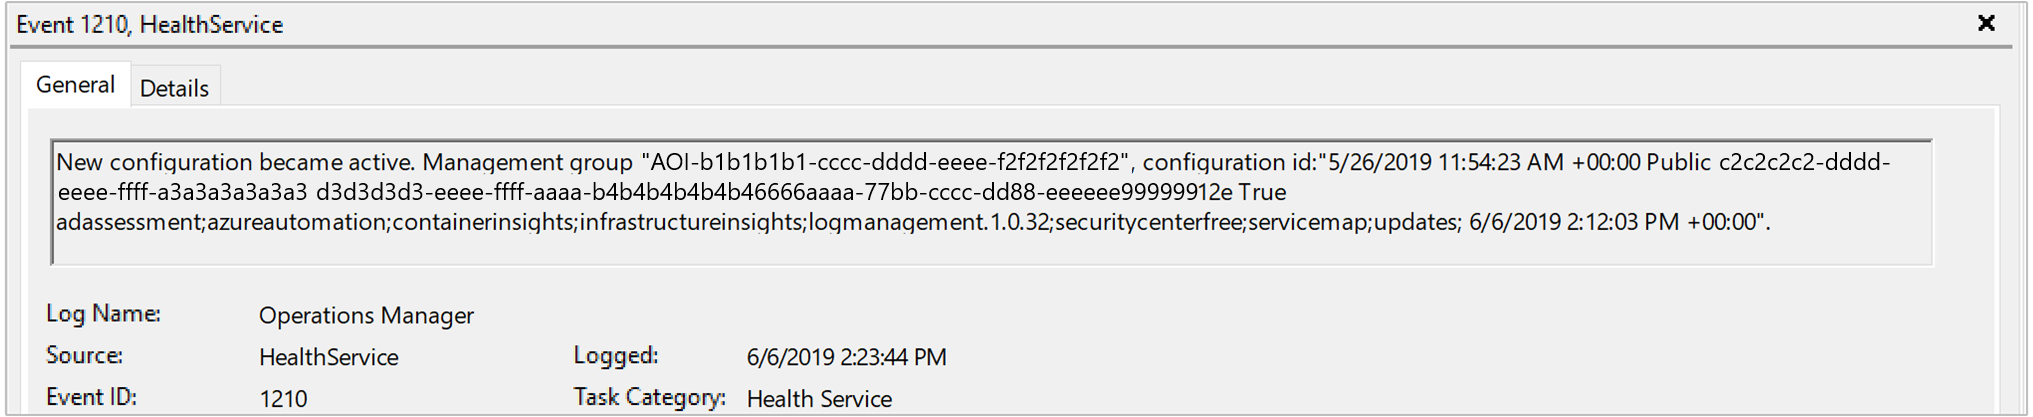 Event 1210, HealthService
General
Details
New configuration became active. Management group "AOI-b1b1b1b1-cccc-dddd-eeee-f2f2f2f2f2f2", configuration id:"5/26/2019 11:54:23 AM +00:00 Public c2c2c2c2-dddd-
eeee-ffff-a3a3a3a3a3a3 d3d3d3d3-eeee-ffff-aaaa-b4b4b4b4b4b46666aaaa-77bb-cccc-dd88-eeeeee99999912e True
adassessment;azureautomation;containerinsights;infrastructureinsights;logmanagement.1.0.32;securitycenterfree;servicemap;updates; 6/6/2019 2:12:03 PM +00:00".
Log Name: Operations Manager
Source: HealthService Logged: 6/6/2019 2:23:44 PM
Event ID: 1210 Task Category: Health Service